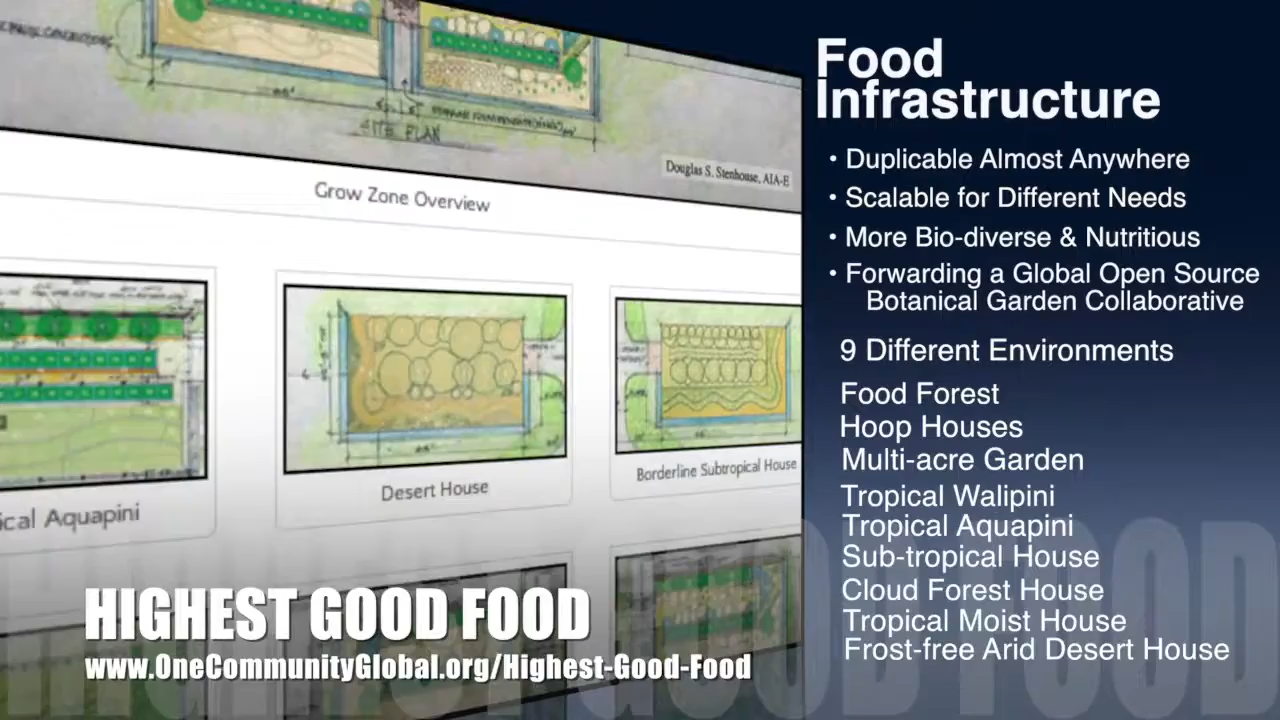 SITE PLAN
Douglas S. Stenhouse, AIA-E
Grow Zone Overview
ical Aquapini
Desert House
Borderline Subtropical House
HIGHEST GOOD FOOD
www.OneCommunityGlobal.org/Highest-Good-Food
Food
Infrastructure
• Duplicable Almost Anywhere
• Scalable for Different Needs
• More Bio-diverse & Nutritious
• Forwarding a Global Open Source
Botanical Garden Collaborative
9 Different Environments
Food Forest
Hoop Houses
Multi-acre Garden
Tropical Walipini
Tropical Aquapini
Sub-tropical House
Cloud Forest House
Tropical Moist House
Frost-free Arid Desert House
HIGHEST GOOD FOOD